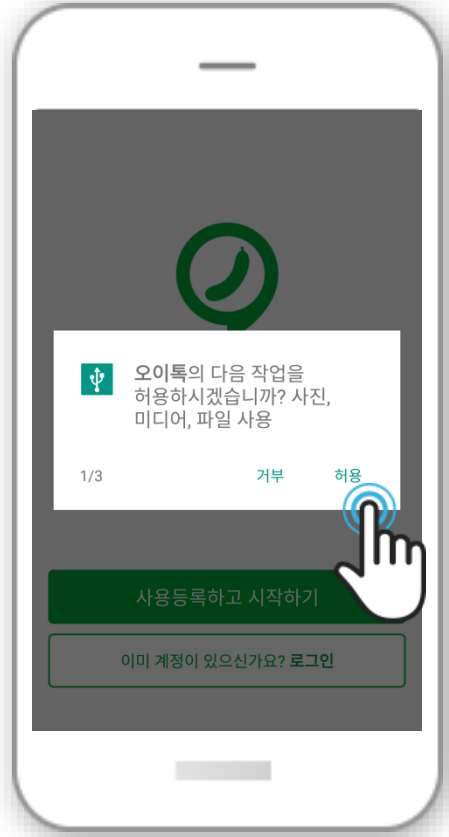 오이톡의 다음 작업을
허용하시겠습니까? 사진,
미디어, 파일 사용
1/3 거부 허용
사용등록하고 시작하기
이미 계정이 있으신가요? 로그인